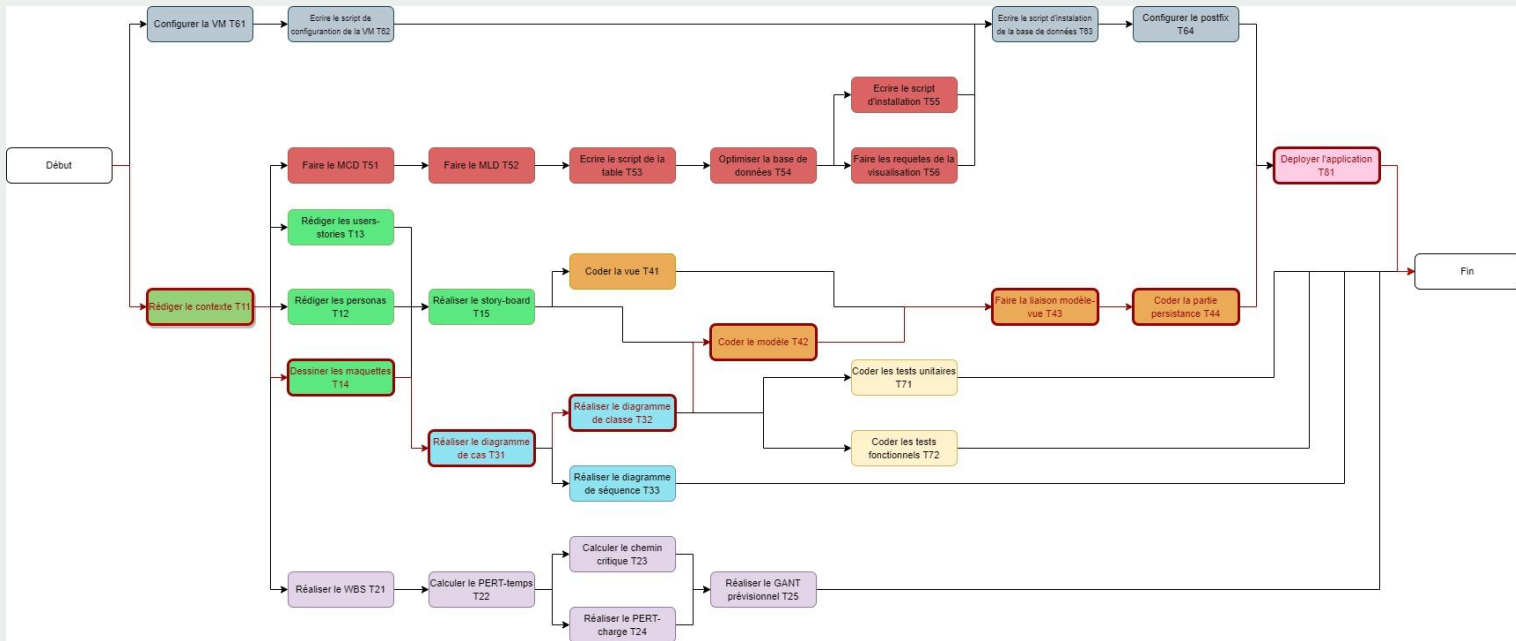 Configurer la VM T61
Ecrire le script de
configurantion de la VM T62
Ecrire le script d'instalation
de la base de données T63
Configurer le postfix
T64
Ecrire le script
d'installation T55
Début
Faire le MCD T51
Faire le MLD T52
Ecrire le script de la
table T53
Optimiser la base de
données T54
Faire les requetes de la
visualisation T56
Deployer l'application
T81
Rédiger les users-
stories T13
Coder la vue T41
Fin
Rédiger le contexte T11
Rédiger les personas
T12
Réaliser le story-board
T15
Faire la liaison modèle-
vue T43
Coder la partie
persistance T44
Coder le modèle T42
Dessiner les maquettes
T14
Coder les tests unitaires
T71
Réaliser le diagramme
de classe T32
Réaliser le diagramme
de cas T31
Coder les tests
fonctionnels T72
Réaliser le diagramme
de séquence T33
Calculer le chemin
critique T23
Réaliser le WBS T21
Calculer le PERT-temps
T22
Réaliser le GANT
prévisionnel T25
Réaliser le PERT-
charge T24